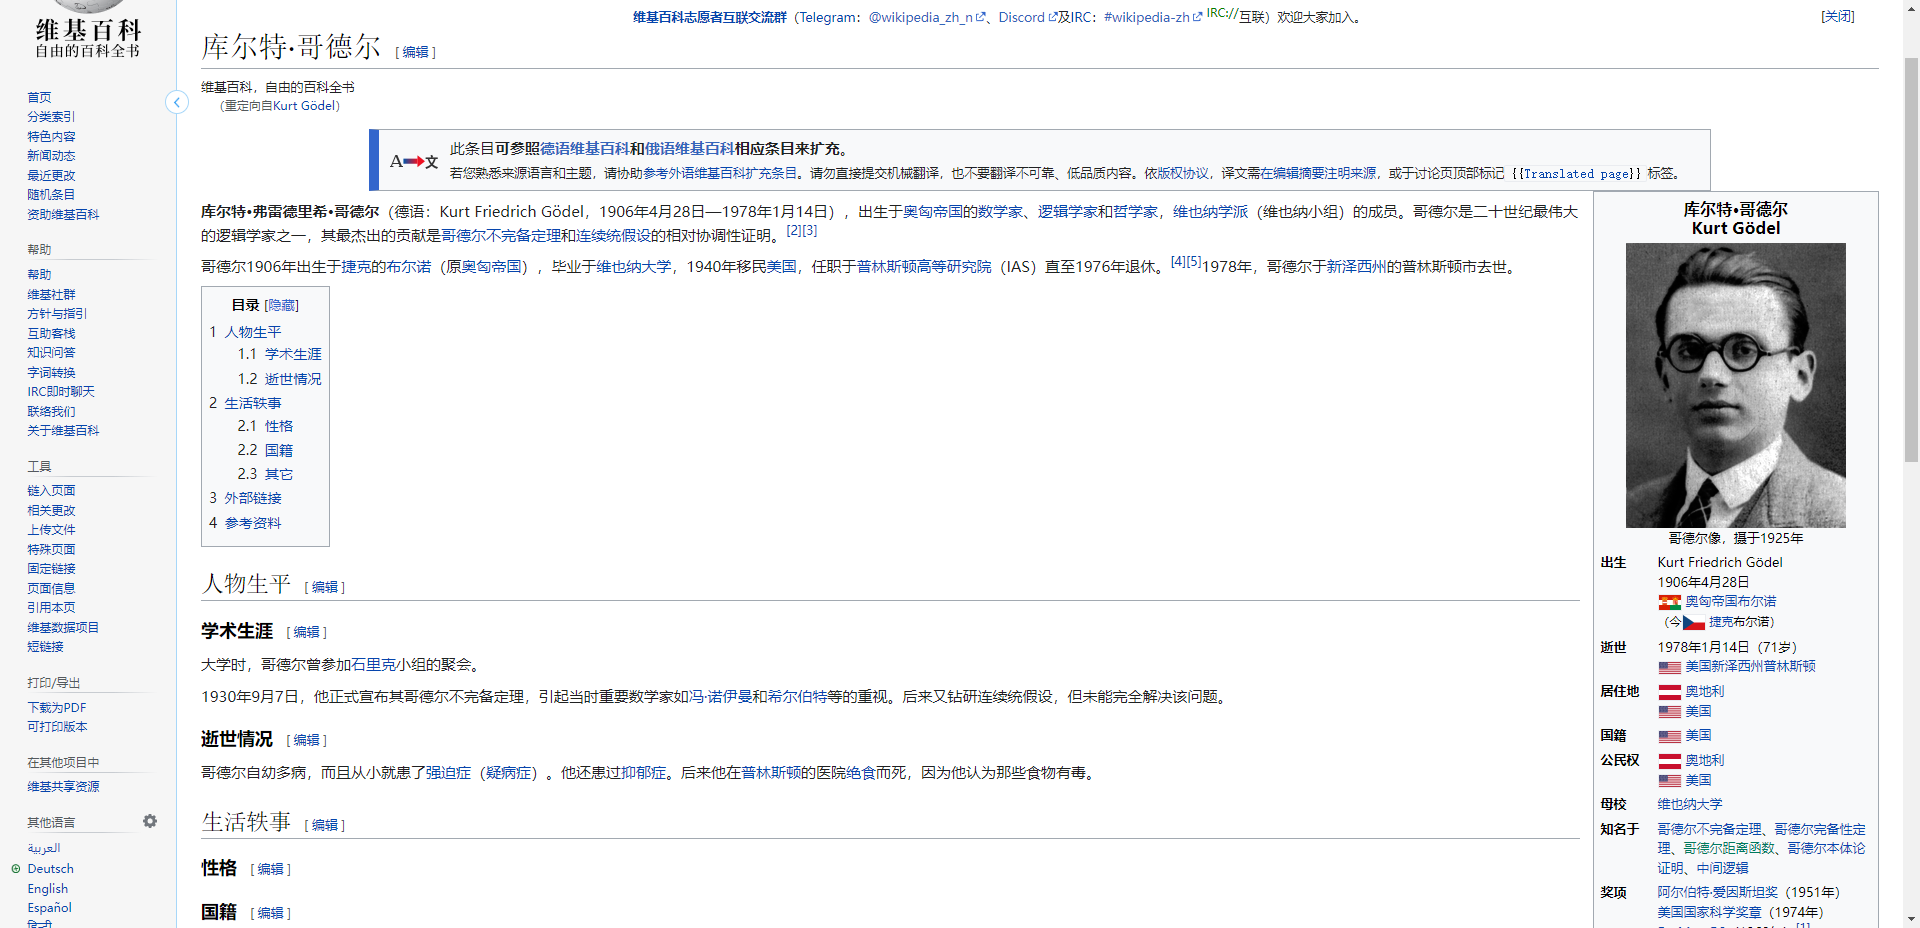 维基百科
自由的百科全书
首页
分类索引
特色内容
新闻动态
最近更改
随机条目
资助维基百科
帮助
帮助
维基社群
方针与指引
互助客栈
知识问答
字词转换
IRC即时聊天
联络我们
关于维基百科
工具
链入页面
相关更改
上传文件
特殊页面
固定链接
页面信息
引用本页
维基数据项目
短链接
打印/导出
下载为PDF
可打印版本
在其他项目中
维基共享资源
其他语言
العربية
Deutsch
English
Español
维基百科志愿者互联交流群（Telegram：@wikipedia_zh_n、Discord及IRC：#wikipedia-zh IRC://互联）欢迎大家加入。
[关闭]
库尔特·哥德尔 [编辑]
维基百科，自由的百科全书
（重定向自Kurt Gödel）
A 文
此条目可参照德语维基百科和俄语维基百科相应条目来扩充。
若您熟悉来源语言和主题，请协助参考外语维基百科扩充条目。请勿直接提交机械翻译，也不要翻译不可靠、低品质内容。依版权协议，译文需在编辑摘要注明来源，或于讨论页顶部标记 {{Translated page}} 标签。
库尔特·弗雷德里希·哥德尔（德语：Kurt Friedrich Gödel，1906年4月28日—1978年1月14日），出生于奥匈帝国的数学家、逻辑学家和哲学家，维也纳学派（维也纳小组）的成员。哥德尔是二十世纪最伟大
的逻辑学家之一，其最杰出的贡献是哥德尔不完备定理和连续统假设的相对协调性证明。[2][3]
哥德尔1906年出生于捷克的布尔诺（原奥匈帝国），毕业于维也纳大学，1940年移民美国，任职于普林斯顿高等研究院（IAS）直至1976年退休。[4][5]1978年，哥德尔于新泽西州的普林斯顿市去世。
目录 [隐藏]
1 人物生平
1.1 学术生涯
1.2 逝世情况
2 生活轶事
2.1 性格
2.2 国籍
2.3 其它
3 外部链接
4 参考资料
人物生平 [编辑]
学术生涯 [编辑]
大学时，哥德尔曾参加石里克小组的聚会。
1930年9月7日，他正式宣布其哥德尔不完备定理，引起当时重要数学家如冯·诺伊曼和希尔伯特等的重视。后来又钻研连续统假设，但未能完全解决该问题。
逝世情况 [编辑]
哥德尔自幼多病，而且从小就患了强迫症（疑病症）。他还患过抑郁症。后来他在普林斯顿的医院绝食而死，因为他认为那些食物有毒。
生活轶事 [编辑]
性格 [编辑]
国籍 [编辑]
库尔特·哥德尔
Kurt Gödel
哥德尔像，摄于1925年
出生 Kurt Friedrich Gödel
1906年4月28日
奥匈帝国布尔诺
（今 捷克布尔诺）
逝世 1978年1月14日（71岁）
美国新泽西州普林斯顿
居住地 奥地利
美国
国籍 美国
公民权 奥地利
美国
母校 维也纳大学
知名于 哥德尔不完备定理、哥德尔完备性定
理、哥德尔距离函数、哥德尔本体论
证明、中间逻辑
奖项 阿尔伯特·爱因斯坦奖（1951年）
美国国家科学奖章（1974年）